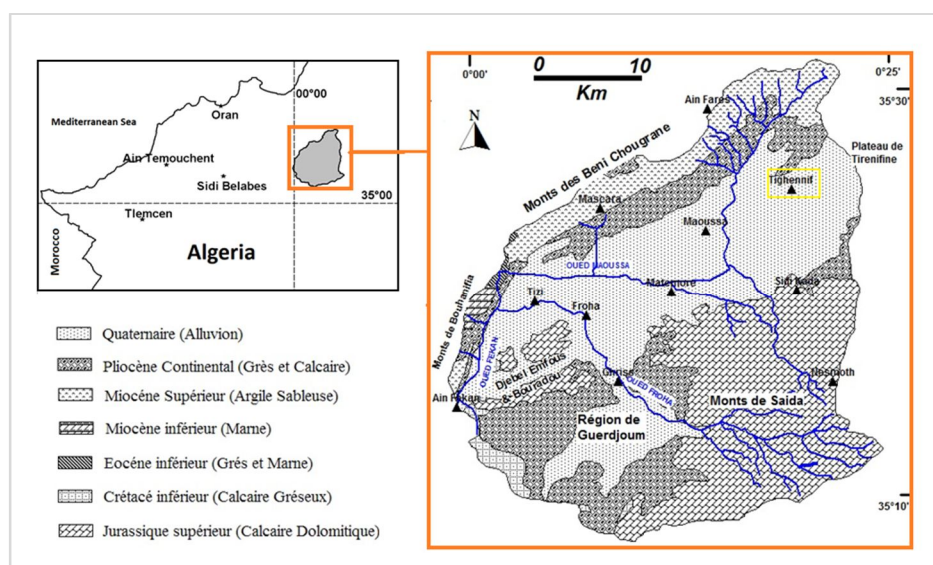 00°00
Mediterranean Sea
Oran
Ain Temouchent
Sidi Belabes
35°00
Tlemcen
Morocco
Algeria
Quaternaire (Alluvion)
Pliocène Continental (Grès et Calcaire)
Miocéne Supérieur (Argile Sableuse)
Miocène inférieur (Marne)
Eocéne inférieur (Grés et Marne)
Crétacé inférieur (Calcaire Gréseux)
Jurassique supérieur (Calcaire Dolomitique)
0°00'
0
10
Km
0°25'
35°30'
N
Ain Fares
Monts des Beni Chougrane
Plateau de
Tirenifine
Tighennif
Mascara
Maoussa
OUED MAOUSSA
Monts de Bouhanifia
Tizi
Matemore
Sidi Kada
Froha
OUED FEKAN
Djebel Enifous
& Bouradou
Ghriss
OUED FROHA
Nesmoth
Ain Fekan
Monts de Saida
Région de
Guerdjoum
35°10'